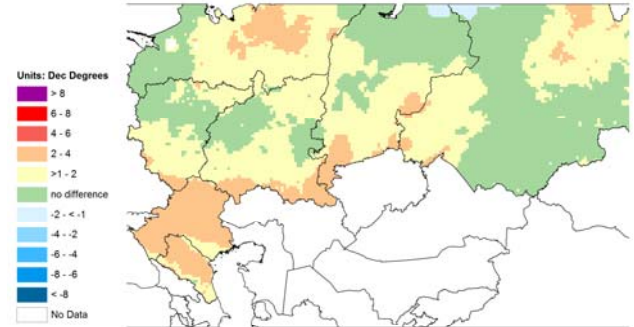 Units: Dec Degrees
> 8
6 - 8
4 - 6
2 - 4
>1 - 2
no difference
-2 - < -1
-4 - -2
-6 - -4
-8 - -6
< -8
No Data